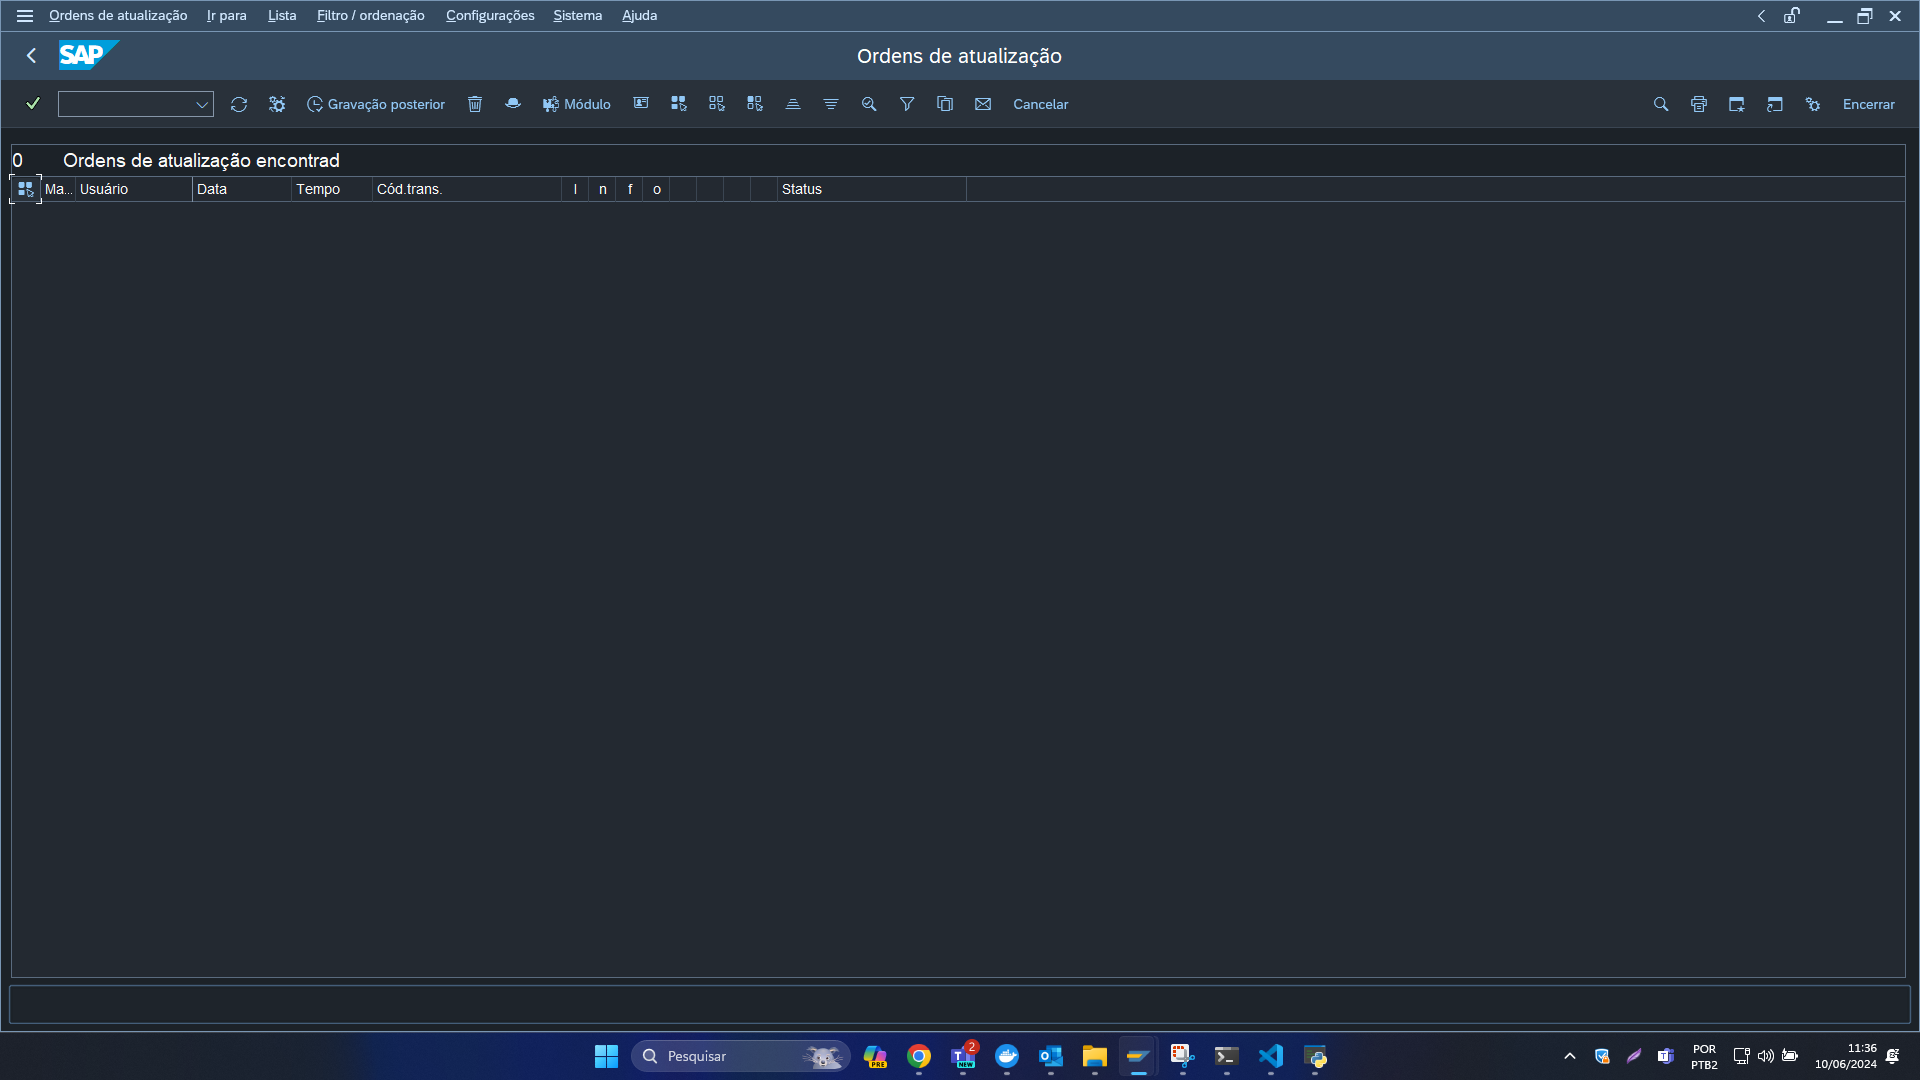 Ordens de atualização Ir para Lista Filtro / ordenação Configurações Sistema Ajuda
SAP Ordens de atualização
Gravação posterior Módulo Cancelar Encerrar
0 Ordens de atualização encontrad
Ma... Usuário Data Tempo Cód.trans. I n f o Status
Pesquisar PRE 2 T NEW POR 11:36
PTB2 10/06/2024